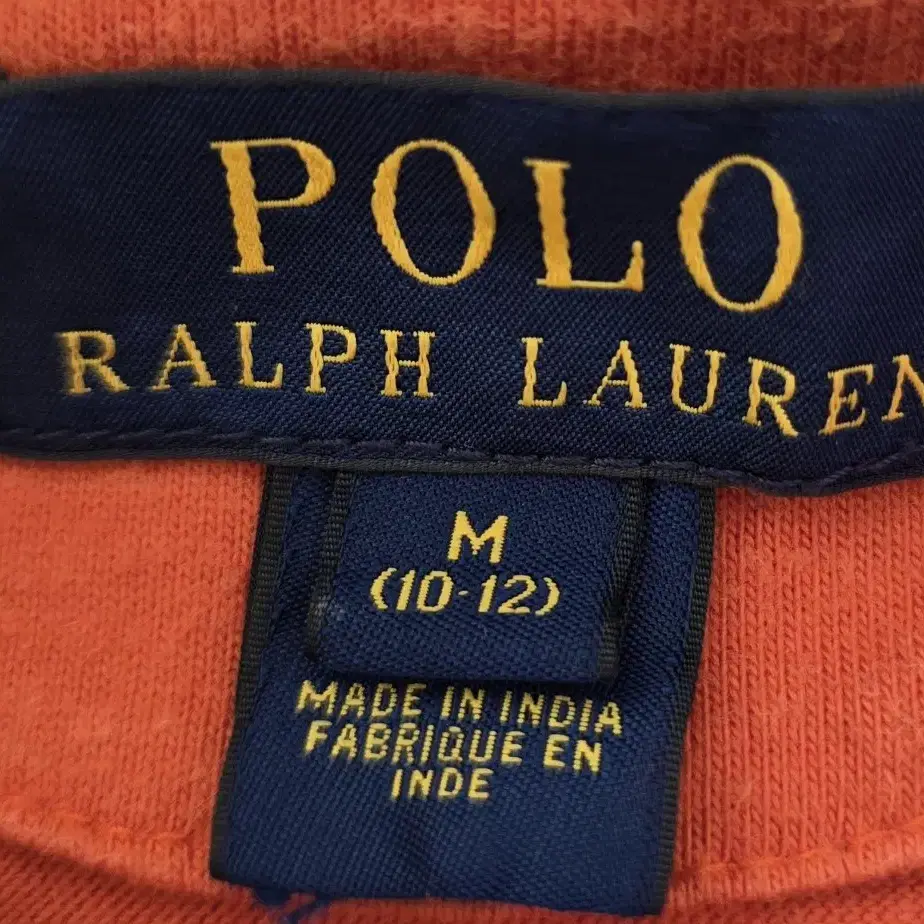 POLO
RALPH LAUREN
M
(10-12)
MADE IN INDIA
FABRIQUE EN
INDE